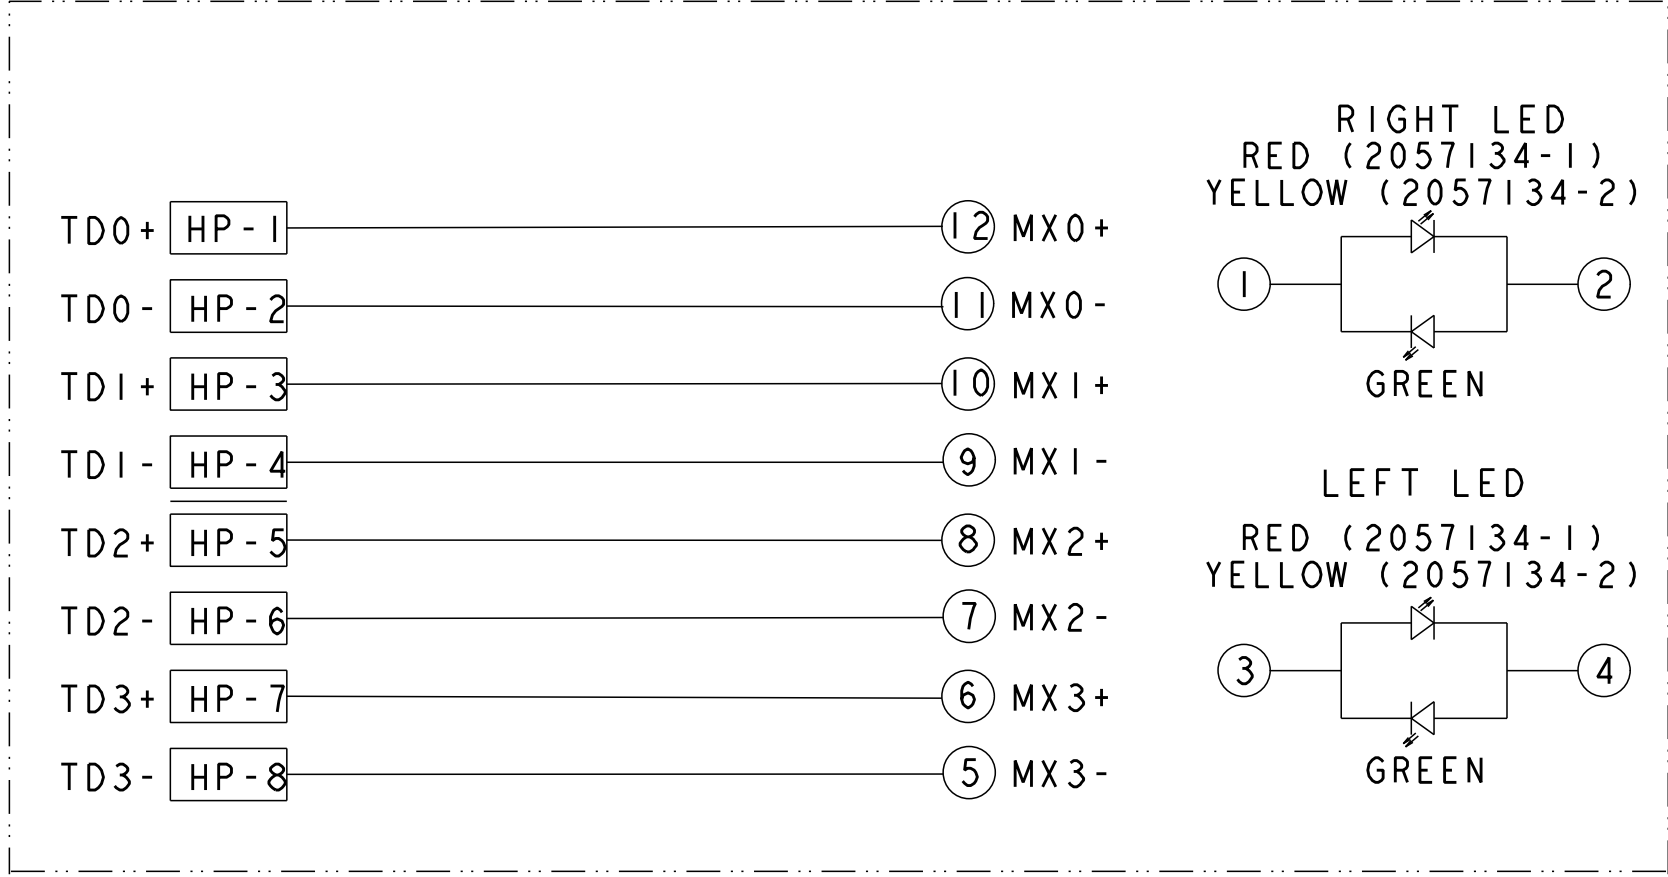 TD0+ HP-1 12 MX0+
TD0- HP-2 11 MX0-
TD1+ HP-3 10 MX1+
TD1- HP-4 9 MX1-
TD2+ HP-5 8 MX2+
TD2- HP-6 7 MX2-
TD3+ HP-7 6 MX3+
TD3- HP-8 5 MX3-
RIGHT LED
RED (2057134-1)
YELLOW (2057134-2)
1 2
GREEN
LEFT LED
RED (2057134-1)
YELLOW (2057134-2)
3 4
GREEN